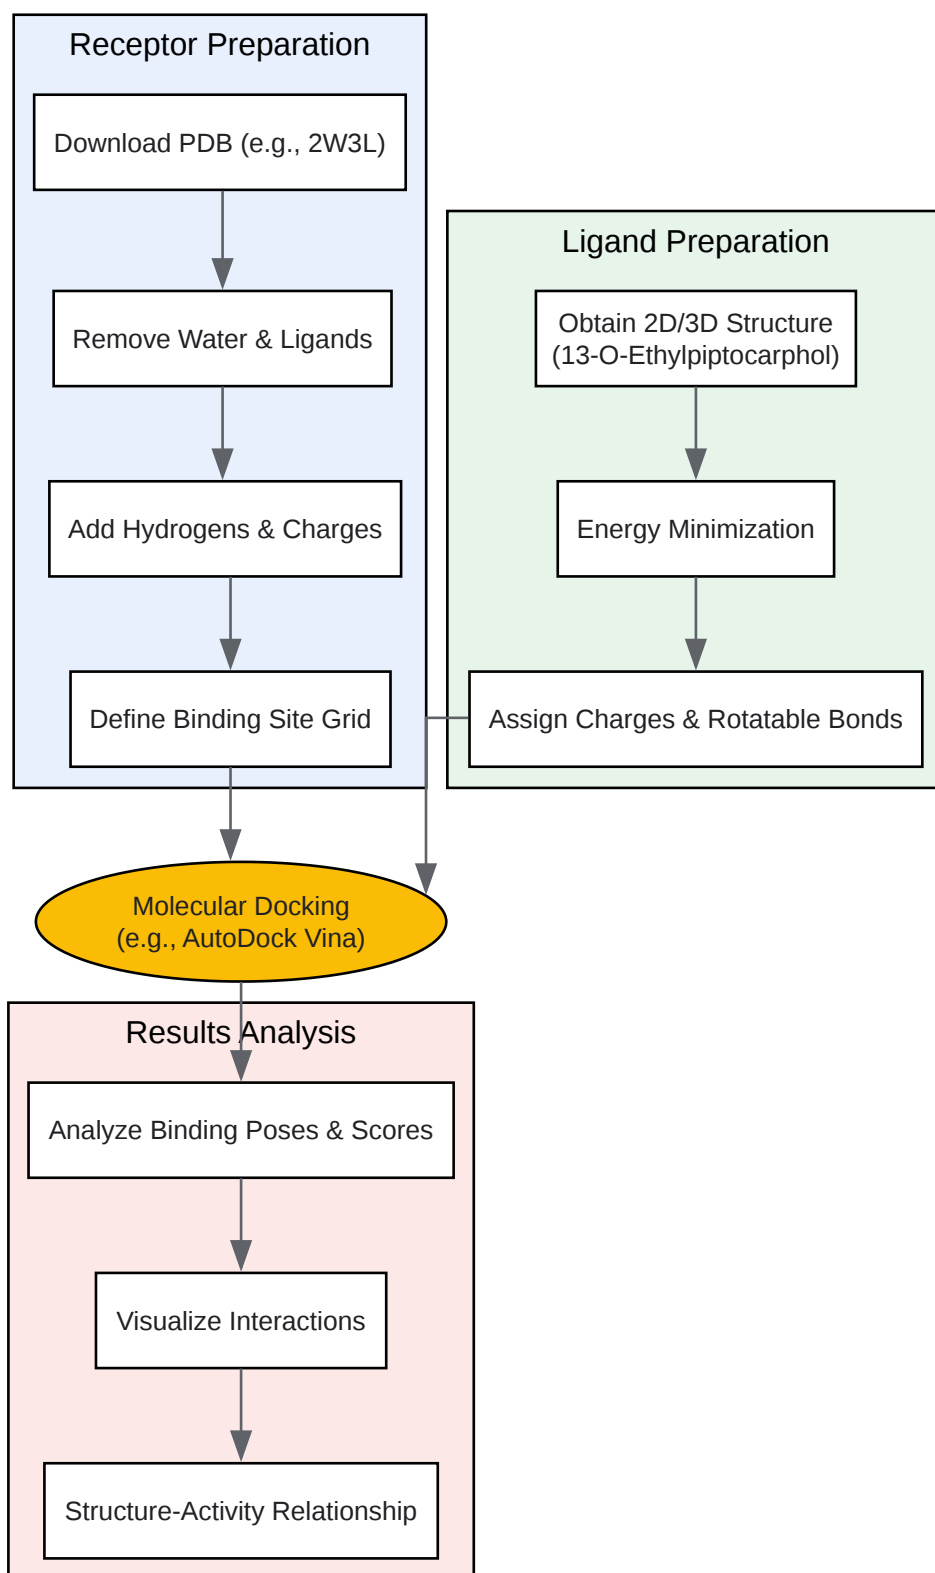 Receptor Preparation
Download PDB (e.g., 2W3L)
Remove Water & Ligands
Add Hydrogens & Charges
Define Binding Site Grid
Ligand Preparation
Obtain 2D/3D Structure
(13-O-Ethylpiptocarphol)
Energy Minimization
Assign Charges & Rotatable Bonds
Molecular Docking
(e.g., AutoDock Vina)
Results Analysis
Analyze Binding Poses & Scores
Visualize Interactions
Structure-Activity Relationship